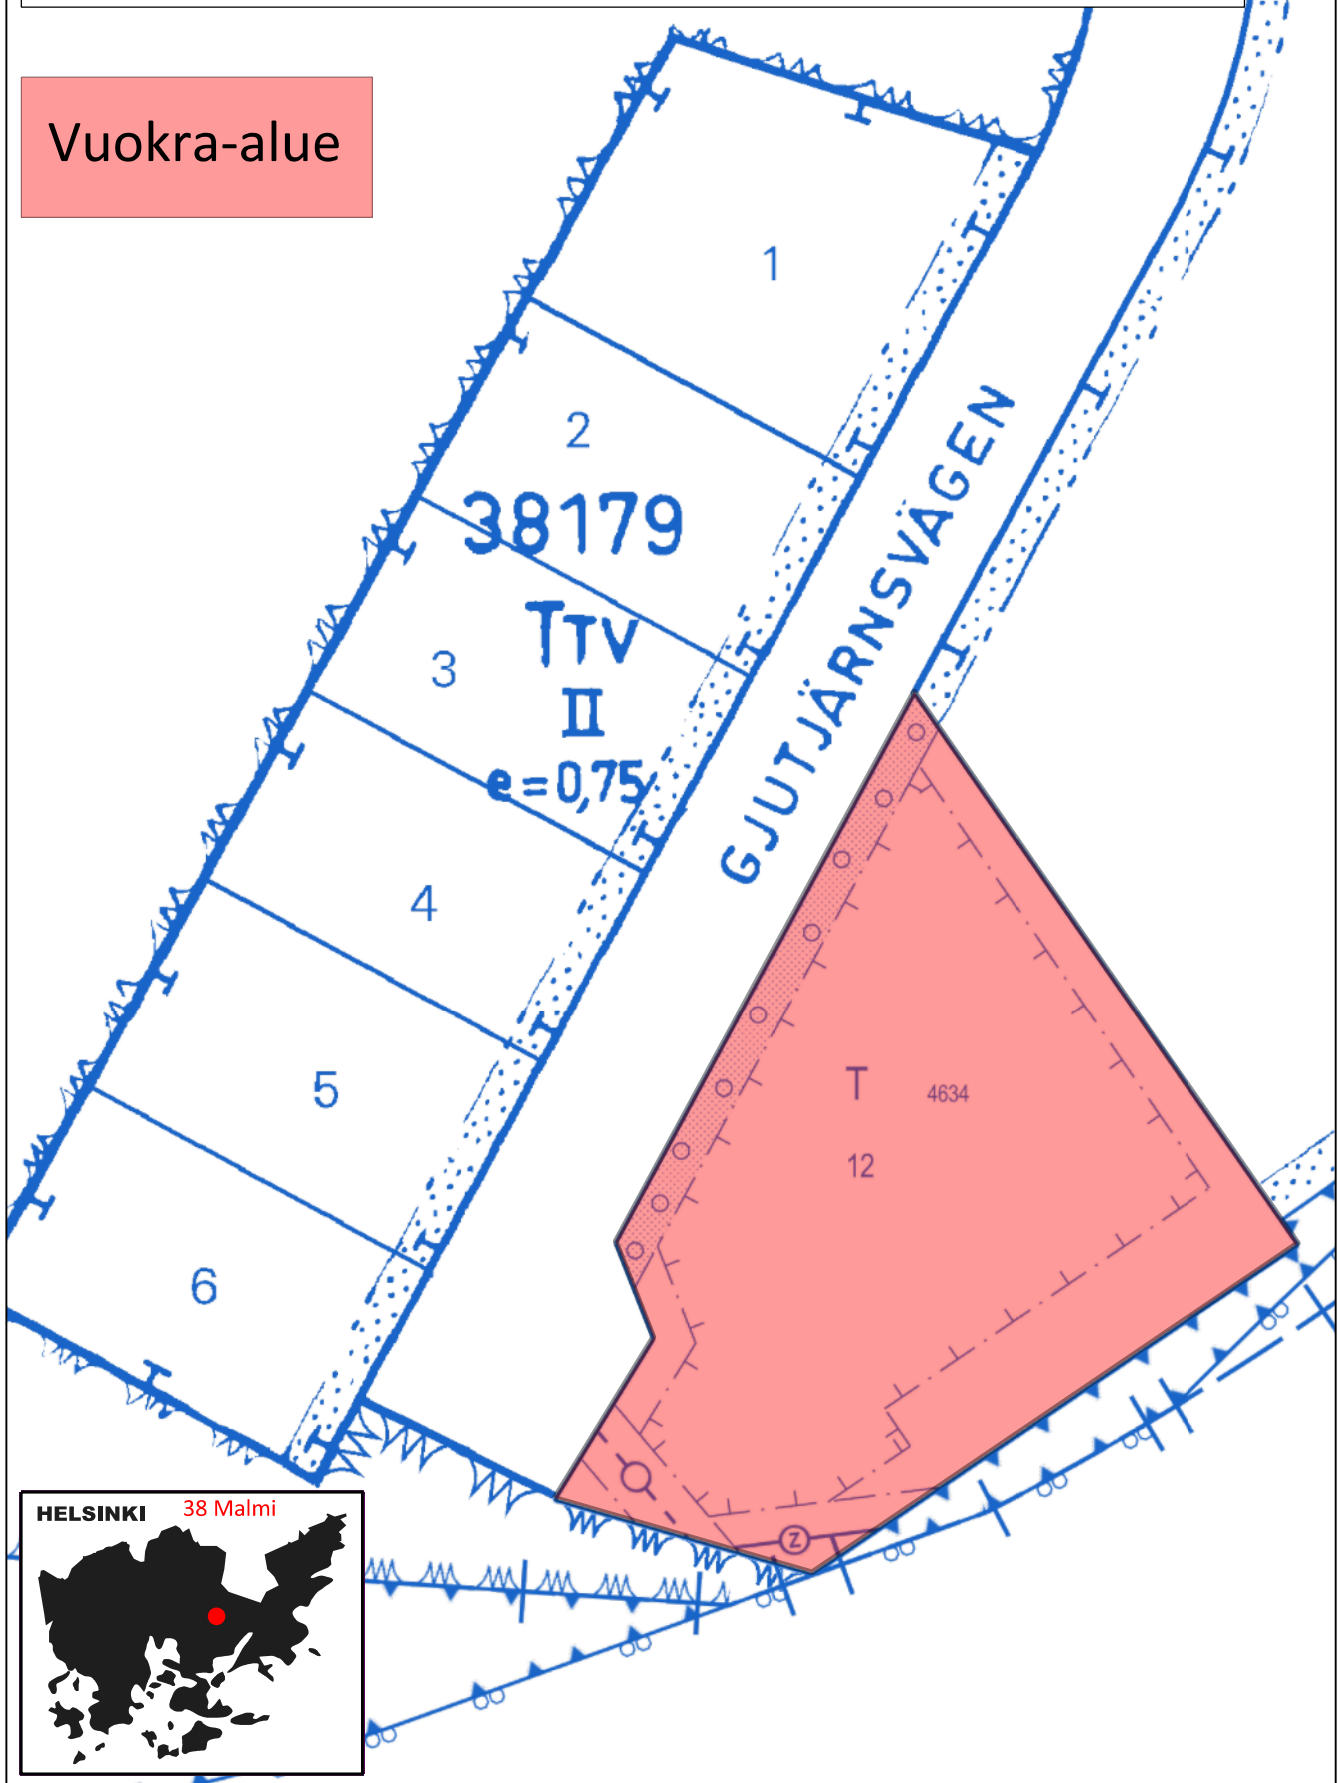 Vuokra-alue
1
2
38179
3
TTV
II
e=0,75
4
5
6
GJUTJÄRNSVÄGEN
T
4634
12
Z
HELSINKI
38 Malmi